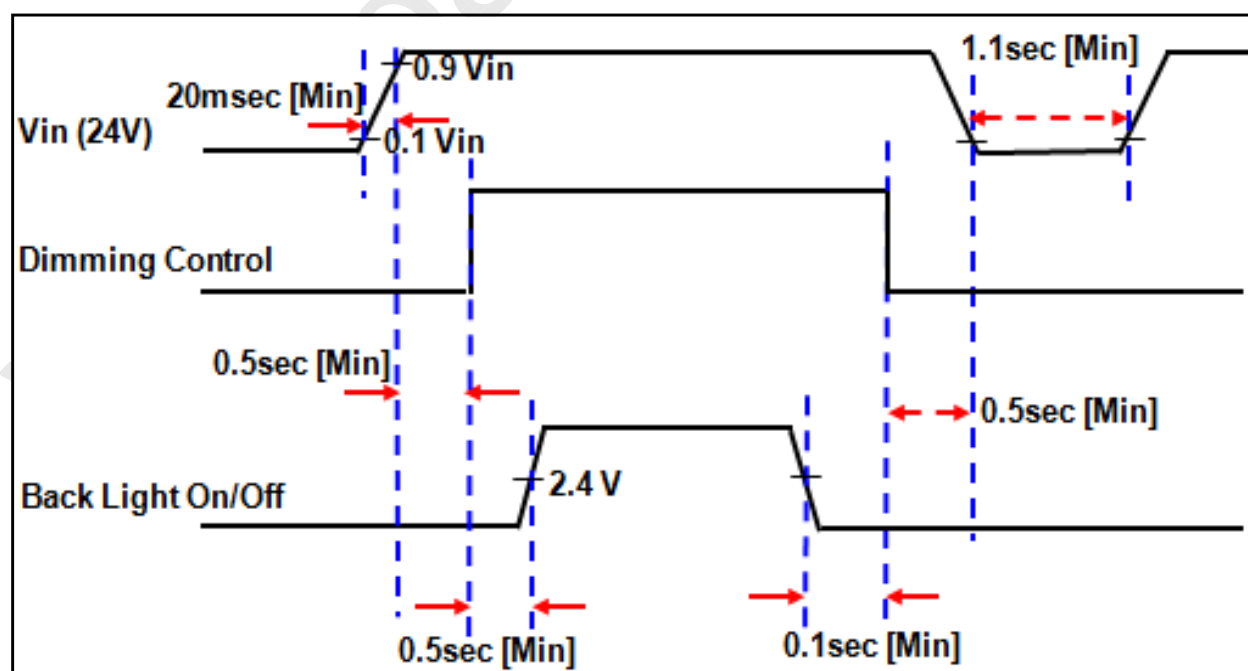 1.1sec [Min]
0.9 Vin
20msec [Min]
Vin (24V)
0.1 Vin
Dimming Control
0.5sec [Min]
0.5sec [Min]
2.4 V
Back Light On/Off
0.5sec [Min]
0.1sec [Min]